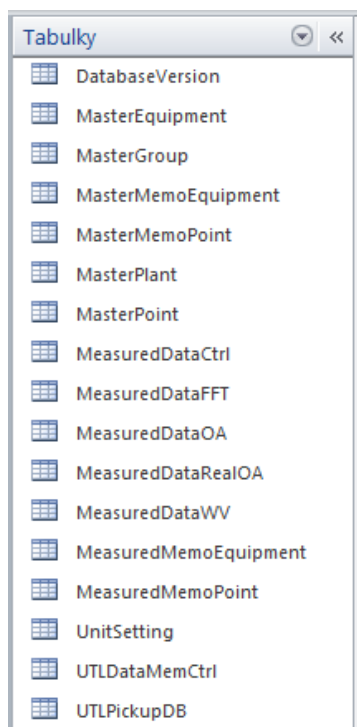 Tabulky
DatabaseVersion
MasterEquipment
MasterGroup
MasterMemoEquipment
MasterMemoPoint
MasterPlant
MasterPoint
MeasuredDataCtrl
MeasuredDataFFT
MeasuredDataOA
MeasuredDataRealOA
MeasuredDataWV
MeasuredMemoEquipment
MeasuredMemoPoint
UnitSetting
UTLDataMemCtrl
UTLPickupDB